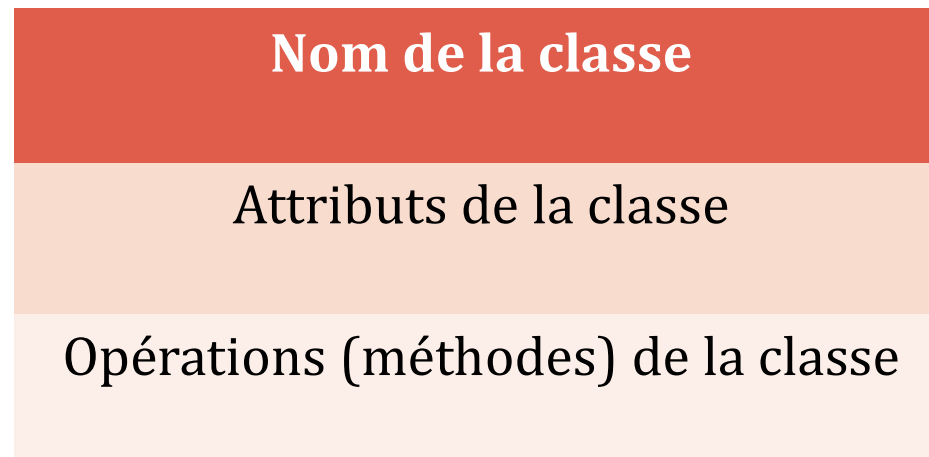 Nom de la classe
Attributs de la classe
Opérations (méthodes) de la classe